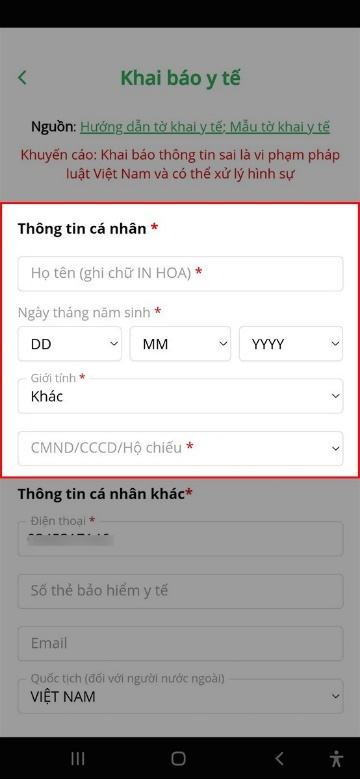 Khai báo y tế
Nguồn: Hướng dẫn tờ khai y tế; Mẫu tờ khai y tế
Khuyến cáo: Khai báo thông tin sai là vi phạm pháp
luật Việt Nam và có thể xử lý hình sự
Thông tin cá nhân *
Họ tên (ghi chữ IN HOA) *
Ngày tháng năm sinh *
DD MM YYYY
Giới tính *
Khác
CMND/CCCD/Hộ chiếu *
Thông tin cá nhân khác*
Điện thoại *
Số thẻ bảo hiểm y tế
Email
Quốc tịch (đối với người nước ngoài)
VIỆT NAM